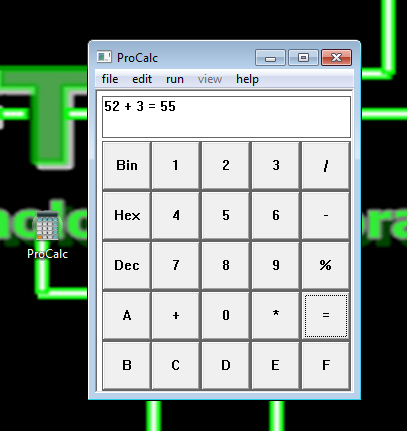 ProCalc
file edit run view help
52 + 3 = 55
Bin 1 2 3 /
Hex 4 5 6 -
Dec 7 8 9 %
A + 0 * =
B C D E F
T
ProCalc